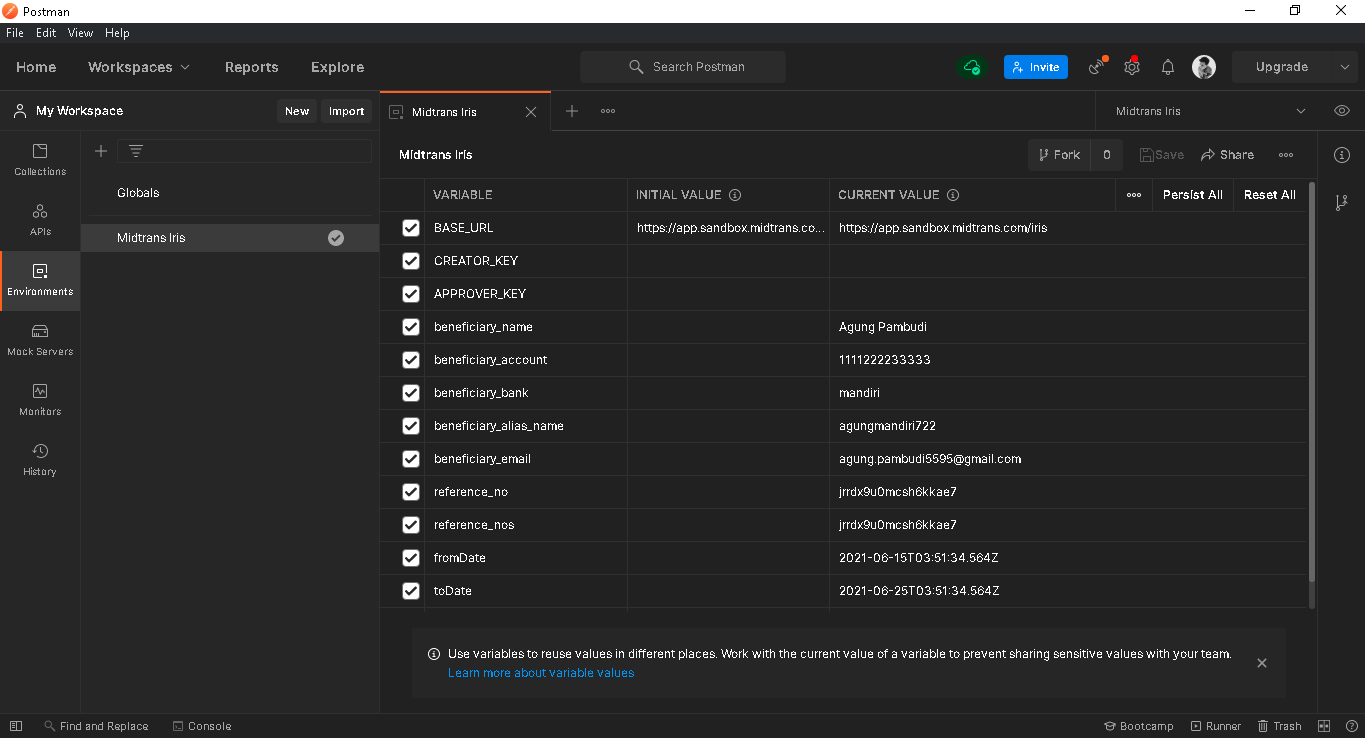 Postman
File Edit View Help
Home Workspaces Reports Explore Search Postman Invite Upgrade
My Workspace New Import Midtrans Iris Midtrans Iris
Collections
APIs
Environments
Mock Servers
Monitors
History
Globals
Midtrans Iris
Midtrans Iris Fork 0 Save Share
VARIABLE INITIAL VALUE CURRENT VALUE Persist All Reset All
BASE_URL https://app.sandbox.midtrans.co... https://app.sandbox.midtrans.com/iris
CREATOR_KEY
APPROVER_KEY
beneficiary_name Agung Pambudi
beneficiary_account 1111222233333
beneficiary_bank mandiri
beneficiary_alias_name agungmandiri722
beneficiary_email agung.pambudi5595@gmail.com
reference_no jrrdx9u0mcsh6kkae7
reference_nos jrrdx9u0mcsh6kkae7
fromDate 2021-06-15T03:51:34.564Z
toDate 2021-06-25T03:51:34.564Z
Use variables to reuse values in different places. Work with the current value of a variable to prevent sharing sensitive values with your team.
Learn more about variable values
Find and Replace Console Bootcamp Runner Trash